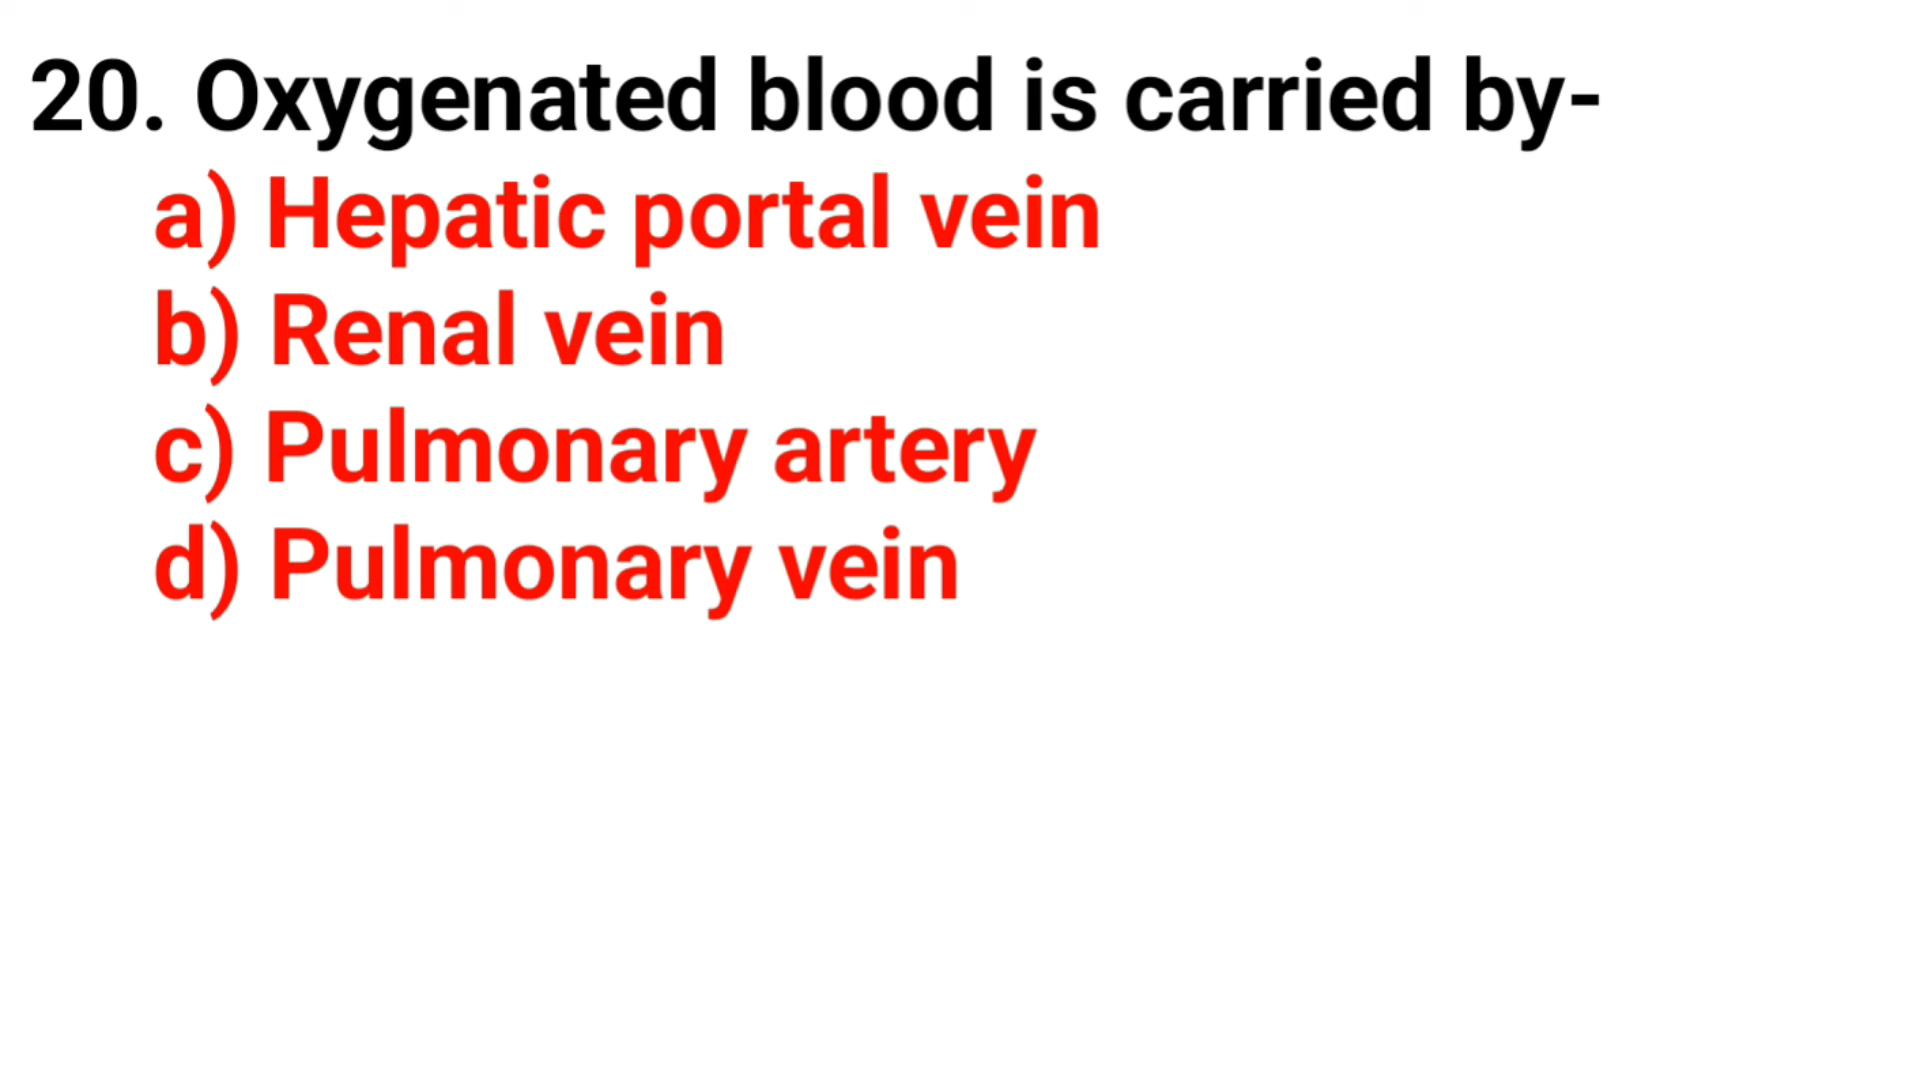 20. Oxygenated blood is carried by-
a) Hepatic portal vein
b) Renal vein
c) Pulmonary artery
d) Pulmonary vein